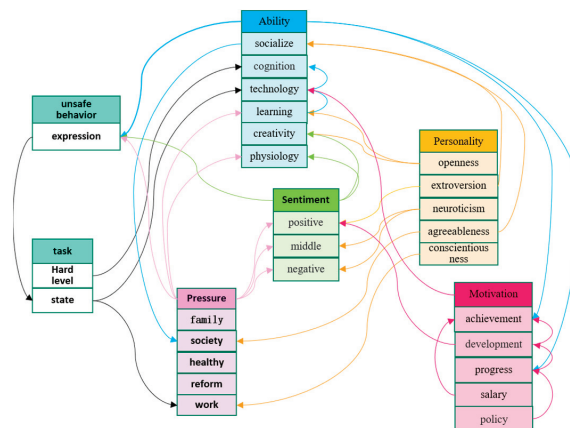 Ability
socialize
cognition
technology
learning
creativity
physiology
unsafe
behavior
expression
Personality
openness
extroversion
neuroticism
agreeableness
conscientious
ness
Sentiment
positive
middle
negative
task
Hard
level
state
Pressure
family
society
healthy
reform
work
Motivation
achievement
development
progress
salary
policy